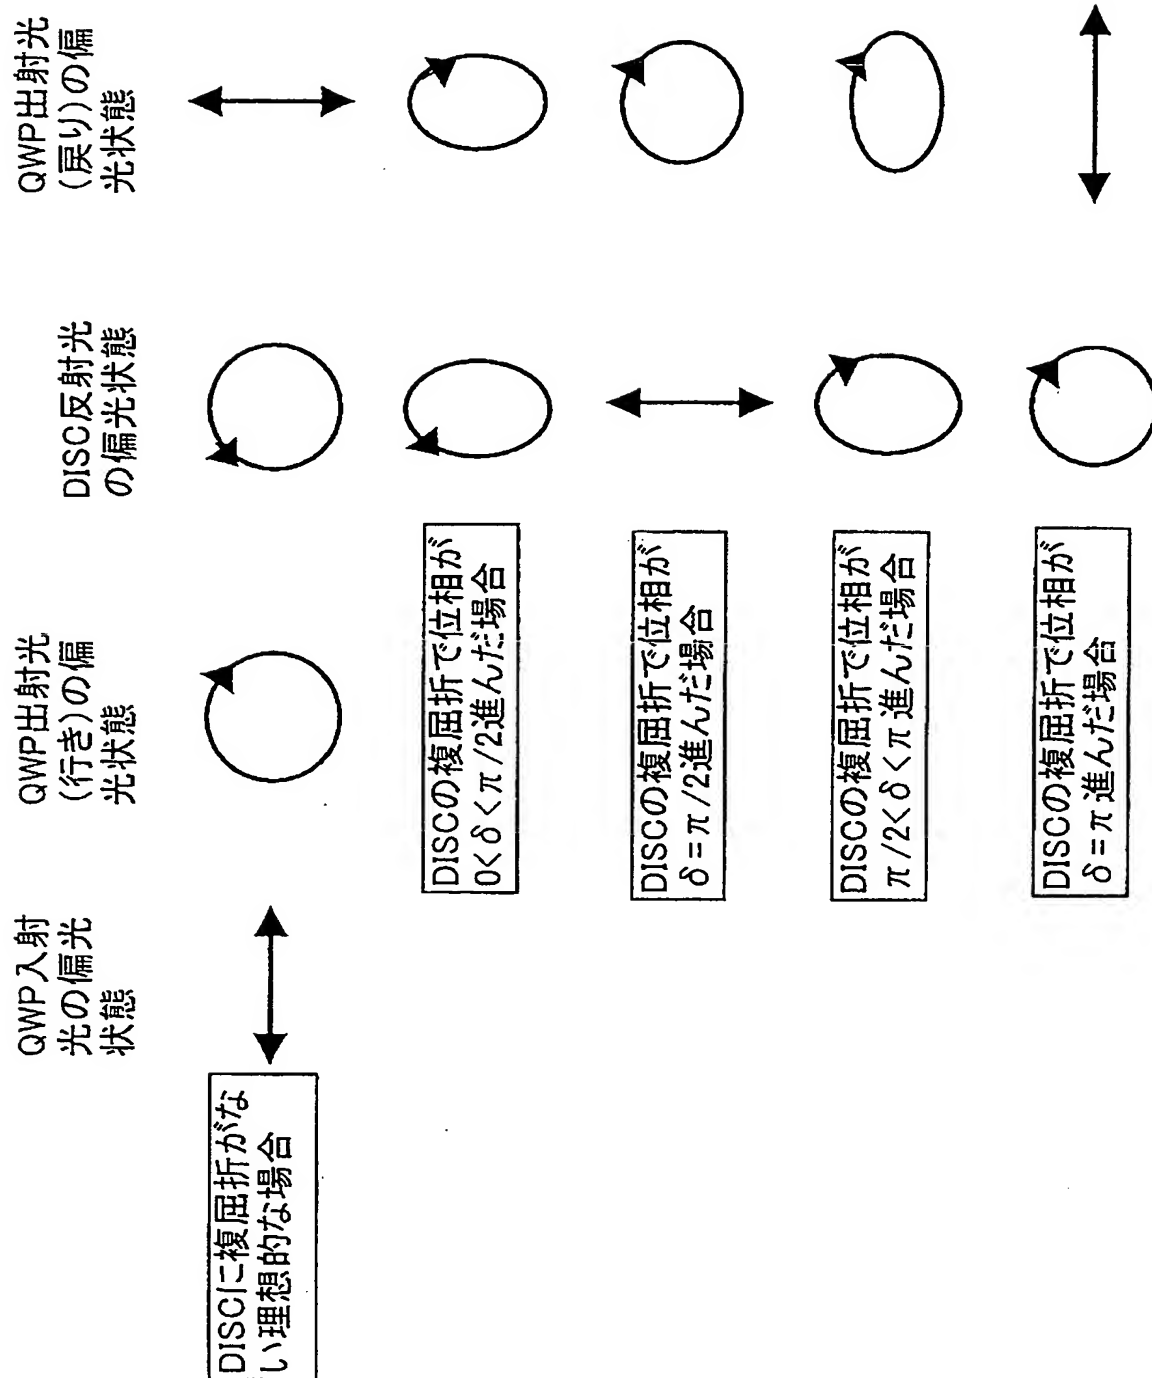 QWP入射
光の偏光
状態
QWP出射光
(行き)の偏
光状態
DISC反射光
の偏光状態
QWP出射光
(戻り)の偏
光状態
DISCに複屈折がな
い理想的な場合
DISCの複屈折で位相が
0<δ<π/2進んだ場合
DISCの複屈折で位相が
δ=π/2進んだ場合
DISCの複屈折で位相が
π/2<δ<π進んだ場合
DISCの複屈折で位相が
δ=π進んだ場合